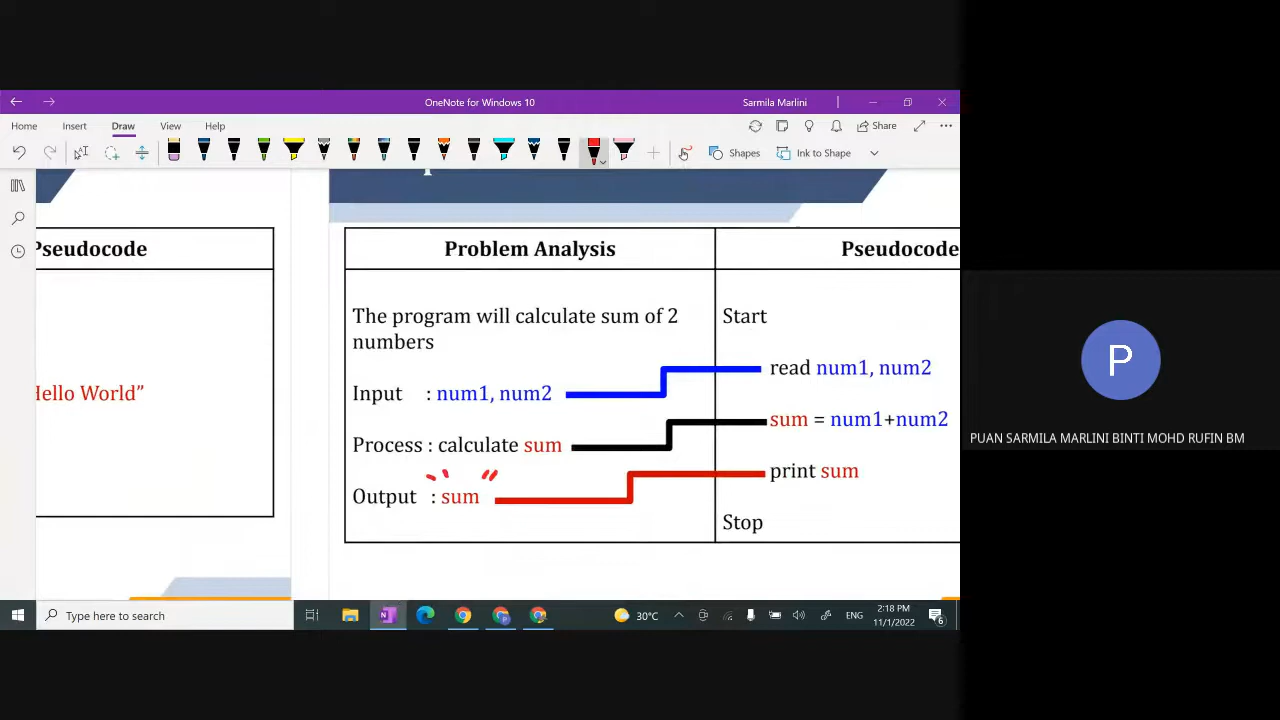 OneNote for Windows 10
Sarmila Marlini
Home Insert Draw View Help
Share
Shapes
Ink to Shape
Pseudocode
Hello World”
Problem Analysis
Pseudocode
The program will calculate sum of 2
numbers
Input : num1, num2
Process : calculate sum
Output : sum
Start
read num1, num2
sum = num1+num2
print sum
Stop
P
PUAN SARMILA MARLINI BINTI MOHD RUFIN BM
Type here to search
30°C
ENG
2:18 PM
11/1/2022
6